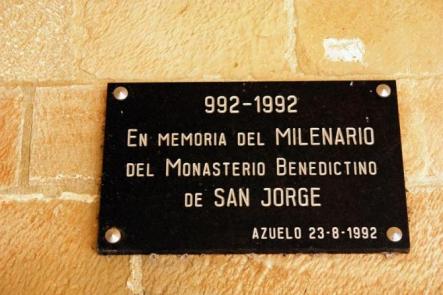 992-1992
EN MEMORIA DEL MILENARIO
DEL MONASTERIO BENEDICTINO
DE SAN JORGE
AZUELO 23-8-1992